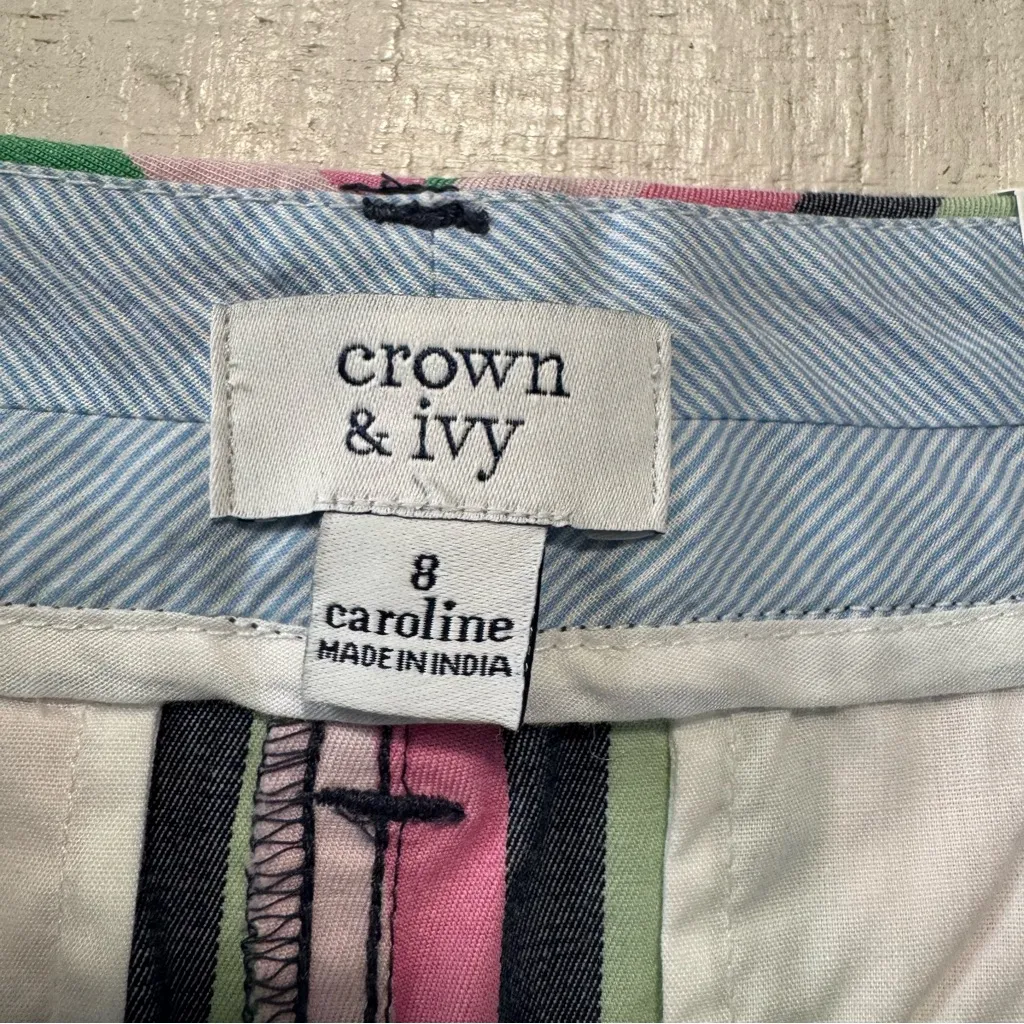 crown
& ivy
8
caroline
MADE IN INDIA